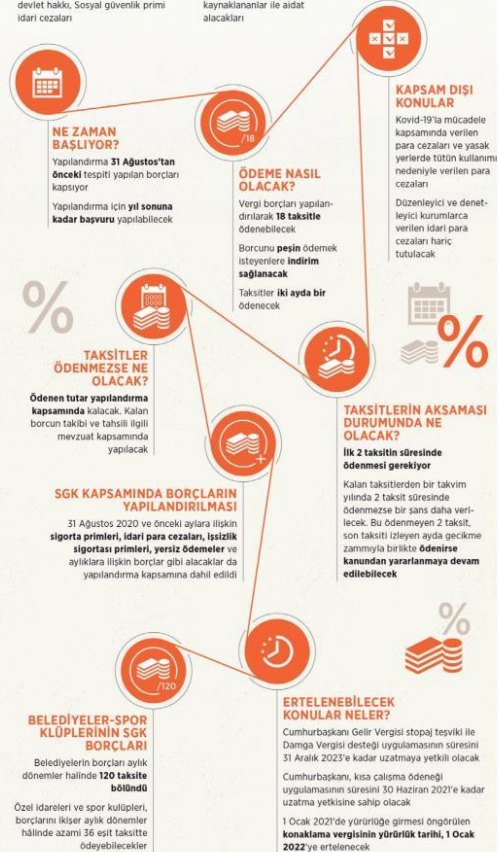 devlet hakkı, Sosyal güvenlik primi
idari cezaları
kaynaklananlar ile aidat
alacakları
NE ZAMAN
BAŞLIYOR?
Yapılandırma 31 Ağustos'tan
önceki tespiti yapılan borçları
kapsıyor
Yapılandırma için yıl sonuna
kadar başvuru yapılabilecek
/18
ÖDEME NASIL
OLACAK?
Vergi borçları yapılan-
dırılarak 18 taksitle
ödenebilecek
Borcunu peşin ödemek
isteyenlere indirim
sağlanacak
Taksitler iki ayda bir
ödenecek
KAPSAM DIŞI
KONULAR
Kovid-19'la mücadele
kapsamında verilen
para cezaları ve yasak
yerlerde tütün kullanımı
nedeniyle verilen para
cezaları
Düzenleyici ve denet-
leyici kurumlarca
verilen idari para
cezaları hariç
tutulacak
%
%
TAKSİTLER
ÖDENMEZSE NE
OLACAK?
Ödenen tutar yapılandırma
kapsamında kalacak. Kalan
borcun takibi ve tahsili ilgili
mevzuat kapsamında
yapılacak
TAKSİTLERİN AKSAMASI
DURUMUNDA NE
OLACAK?
İlk 2 taksitin süresinde
ödenmesi gerekiyor
Kalan taksitlerden bir takvim
yılında 2 taksit süresinde
ödenmezse bir şans daha veri-
lecek. Bu ödenmeyen 2 taksit,
son taksiti izleyen ayda gecikme
zammıyla birlikte ödenirse
kanundan yararlanmaya devam
edilebilecek
+
SGK KAPSAMINDA BORÇLARIN
YAPILANDIRILMASI
31 Ağustos 2020 ve önceki aylara ilişkin
sigorta primleri, idari para cezaları, işsizlik
sigortası primleri, yersiz ödemeler ve
aylıklara ilişkin borçlar gibi alacaklar da
yapılandırma kapsamına dahil edildi
%
/120
BELEDİYELER-SPOR
KLÜPLERİNİN SGK
BORÇLARI
Belediyelerin borçları aylık
dönemler halinde 120 taksite
bölündü
Özel idareleri ve spor kulüpleri,
borçlarını ikişer aylık dönemler
hâlinde azami 36 eşit taksitte
ödeyebilecekler
ERTELENEBİLECEK
KONULAR NELER?
Cumhurbaşkanı Gelir Vergisi stopaj teşviki ile
Damga Vergisi desteği uygulamasının süresini
31 Aralık 2023'e kadar uzatmaya yetkili olacak
Cumhurbaşkanı, kısa çalışma ödeneği
uygulamasının süresini 30 Haziran 2021'e kadar
uzatma yetkisine sahip olacak
1 Ocak 2021'de yürürlüğe girmesi öngörülen
konaklama vergisinin yürürlük tarihi, 1 Ocak
2022'ye ertelenecek